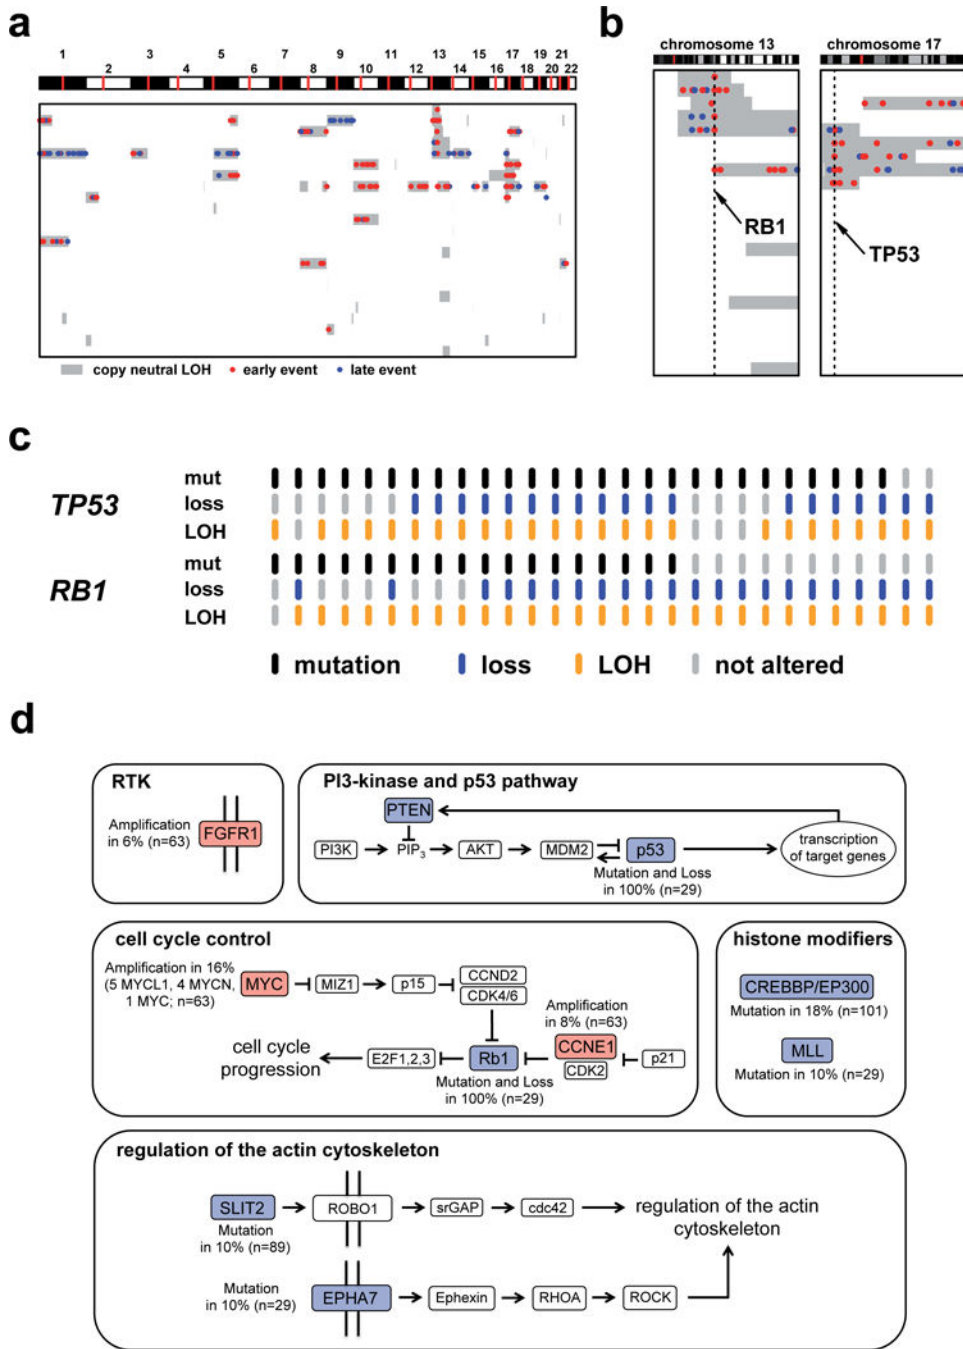 a
1 2 3 4 5 6 7 8 9 10 11 12 13 14 15 16 17 18 19 20 21 22
copy neutral LOH early event late event
b
chromosome 13 chromosome 17
RB1
TP53
c
TP53
mut
loss
LOH
RB1
mut
loss
LOH
mutation loss LOH not altered
d
RTK
Amplification
in 6% (n=63)
FGFR1
PI3-kinase and p53 pathway
PTEN
PI3K PIP3 AKT MDM2 p53
Mutation and Loss
in 100% (n=29)
transcription
of target genes
cell cycle control
Amplification in 16%
(5 MYCL1, 4 MYCN,
1 MYC; n=63)
MYC MIZ1 p15
CCND2
CDK4/6
Amplification
in 8% (n=63)
cell cycle
progression
E2F1,2,3 Rb1
CCNE1
CDK2
p21
Mutation and Loss
in 100% (n=29)
histone modifiers
CREBBP/EP300
Mutation in 18% (n=101)
MLL
Mutation in 10% (n=29)
regulation of the actin cytoskeleton
SLIT2 ROBO1 srGAP cdc42
Mutation
in 10% (n=89)
regulation of the actin
cytoskeleton
Mutation
in 10% (n=29)
EPHA7 Ephexin RHOA ROCK